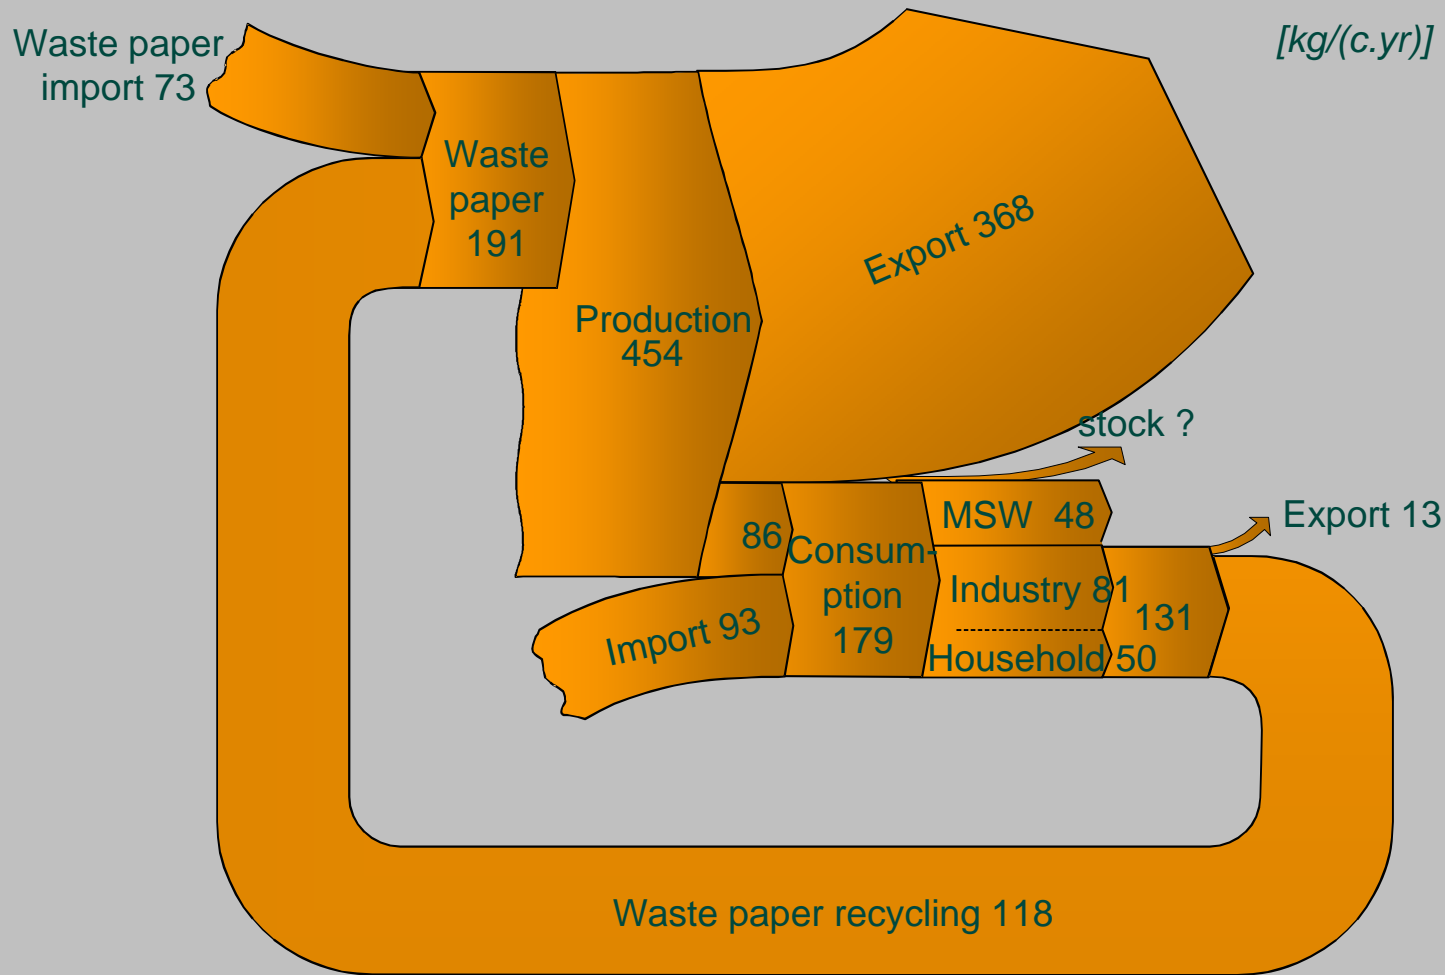 Waste paper
import 73
[kg/(c.yr)]
Waste
paper
191
Export 368
Production
454
stock ?
MSW 48
Export 13
86
Consum-
ption
179
Industry 81
131
Import 93
Household 50
Waste paper recycling 118